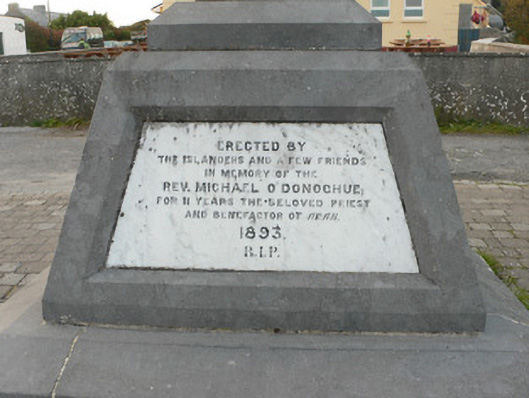 ERECTED BY
THE ISLANDERS AND A FEW FRIENDS
IN MEMORY OF THE
REV. MICHAEL O'DONOGHUE,
FOR 11 YEARS THE BELOVED PRIEST
AND BENEFACTOR OF ARAN.
1893.
R.I.P.